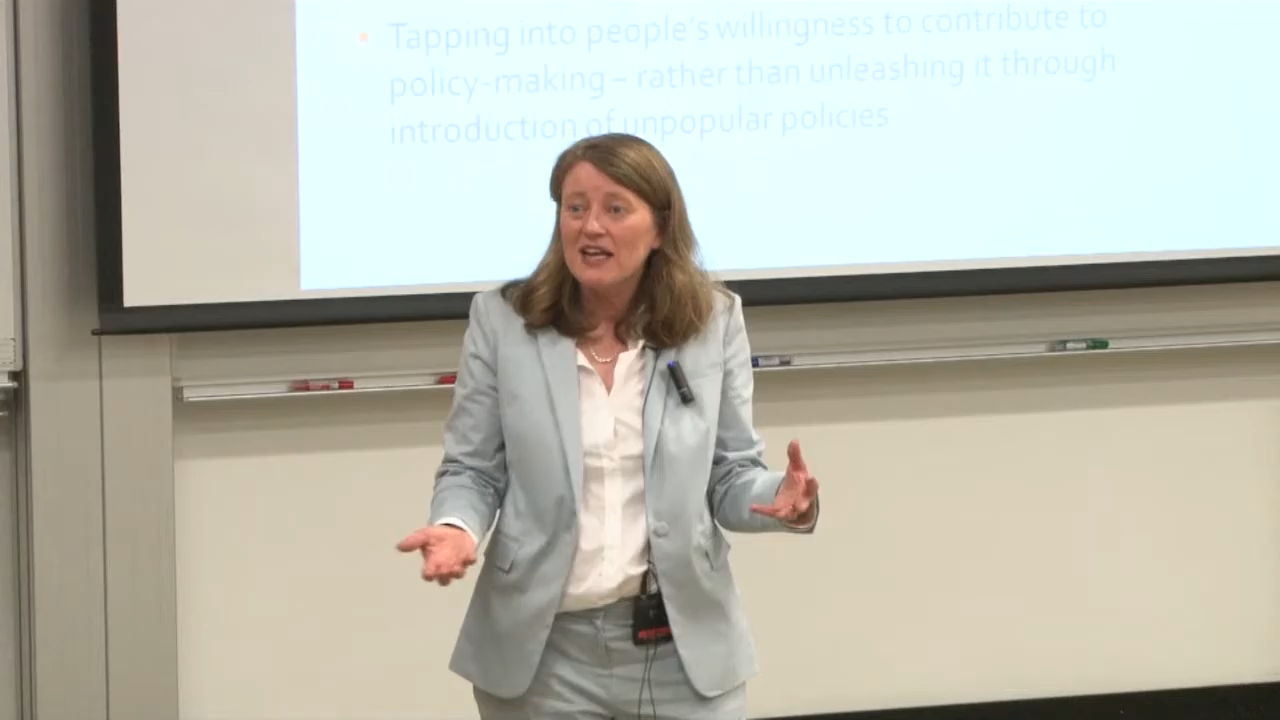 Tapping into people's willingness to contribute to
policy-making – rather than unleashing it through
introduction of unpopular policies